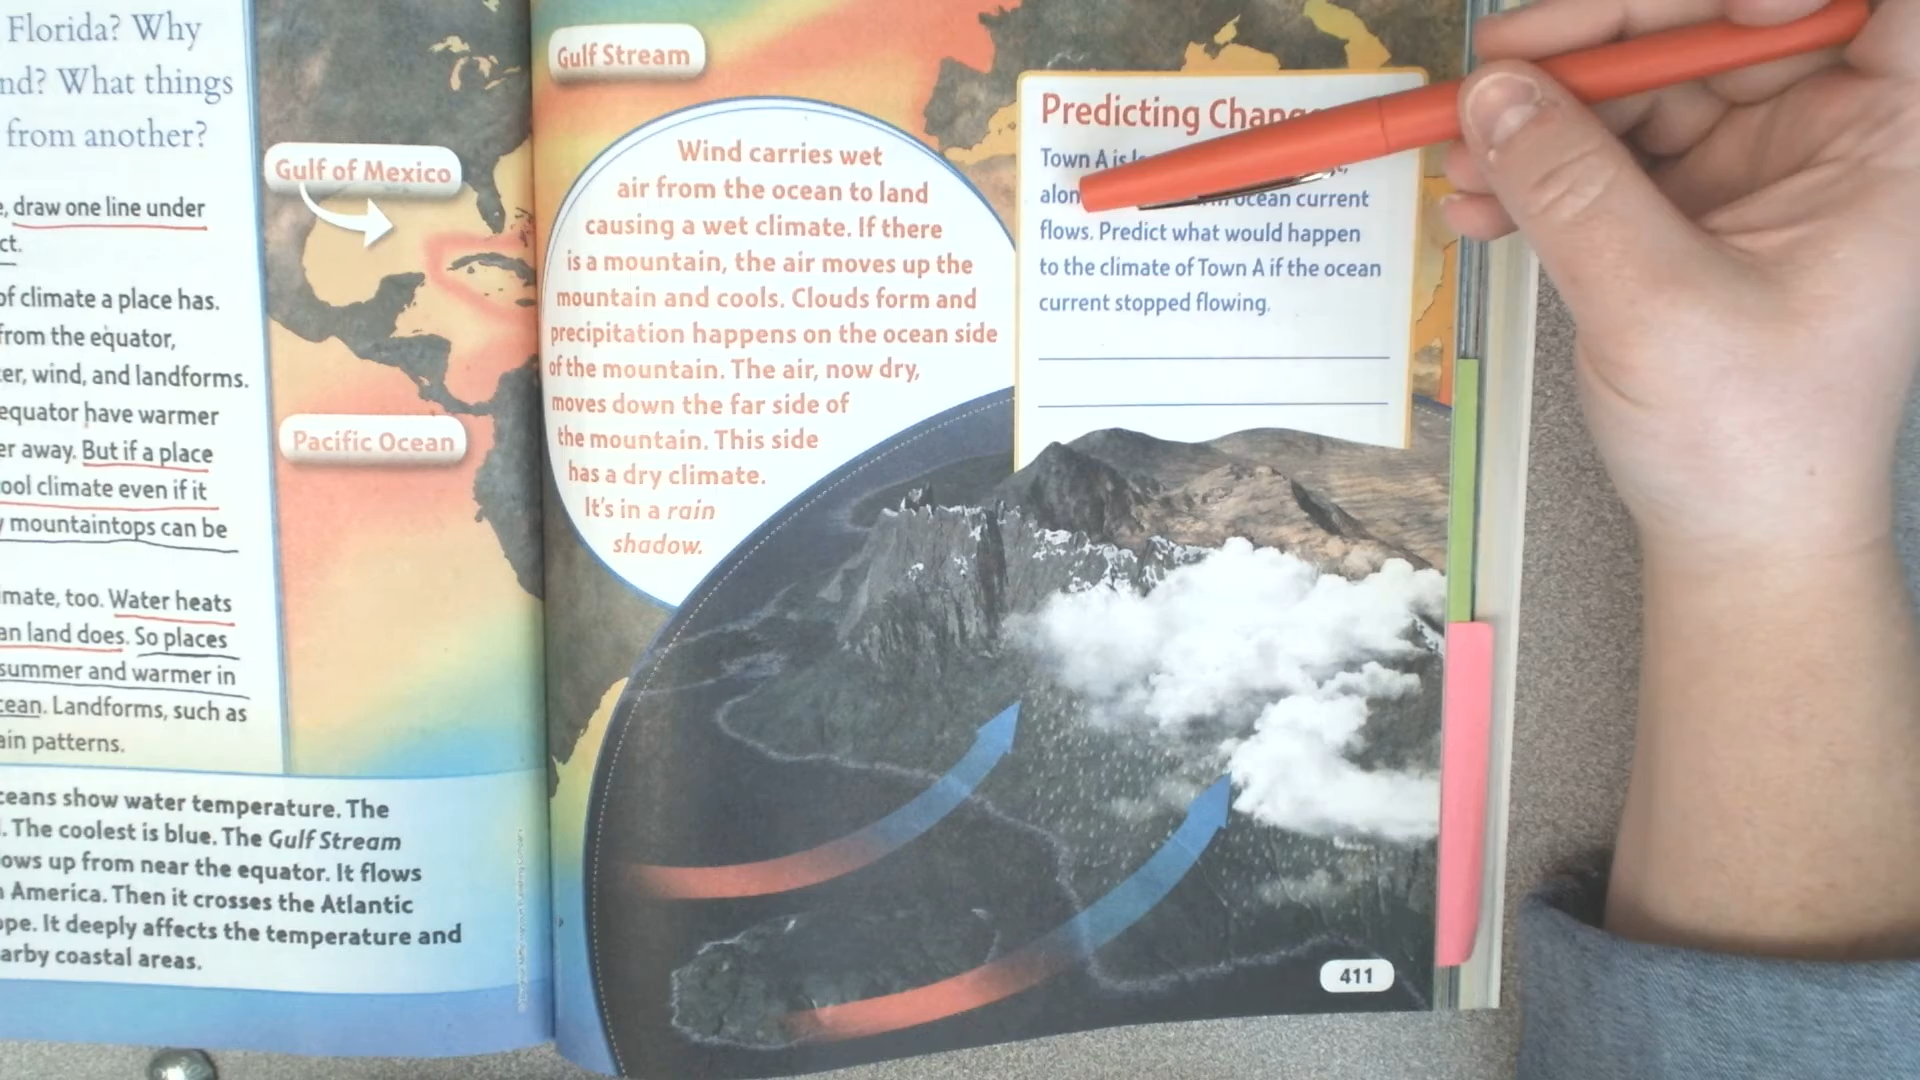 Florida? Why
nd? What things
from another?
draw one line under
ct.
of climate a place has.
from the equator,
er, wind, and landforms.
equator have warmer
er away. But if a place
ool climate even if it
y mountaintops can be
imate, too. Water heats
an land does. So places
summer and warmer in
cean. Landforms, such as
ain patterns.
ceans show water temperature. The
. The coolest is blue. The Gulf Stream
ows up from near the equator. It flows
America. Then it crosses the Atlantic
ope. It deeply affects the temperature and
arby coastal areas.
Gulf of Mexico
Pacific Ocean
Gulf Stream
Wind carries wet
air from the ocean to land
causing a wet climate. If there
is a mountain, the air moves up the
mountain and cools. Clouds form and
precipitation happens on the ocean side
of the mountain. The air, now dry,
moves down the far side of
the mountain. This side
has a dry climate.
It's in a rain
shadow.
Predicting Chang
Town A is
alon ocean current
flows. Predict what would happen
to the climate of Town A if the ocean
current stopped flowing.
411